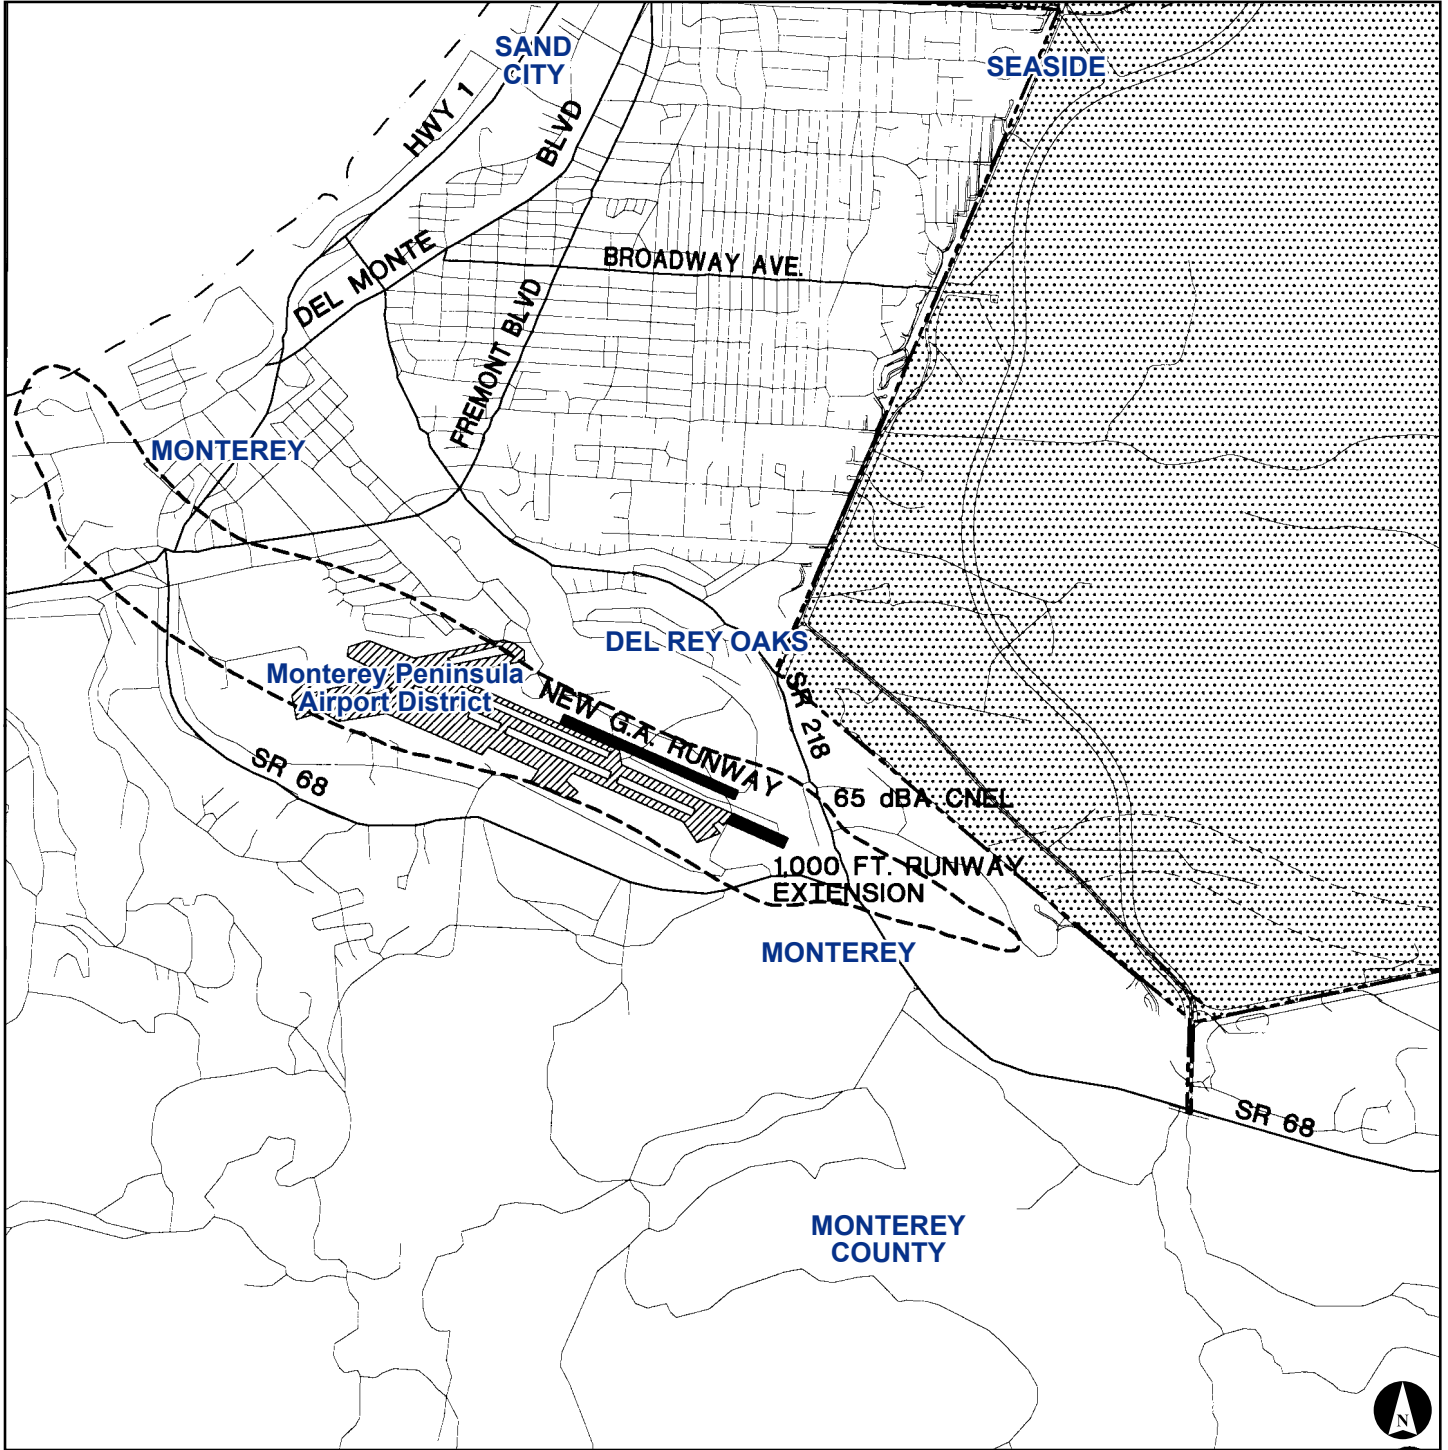 SAND
CITY
SEASIDE
HWY 1
BLVD
DEL MONTE
BROADWAY AVE.
FREMONT BLVD
MONTEREY
DEL REY OAKS
Monterey Peninsula
Airport District
NEW G.A. RUNWAY
SR 218
SR 68
65 dBA CNEL
1,000 FT. RUNWAY
EXTENSION
MONTEREY
SR 68
MONTEREY
COUNTY
N